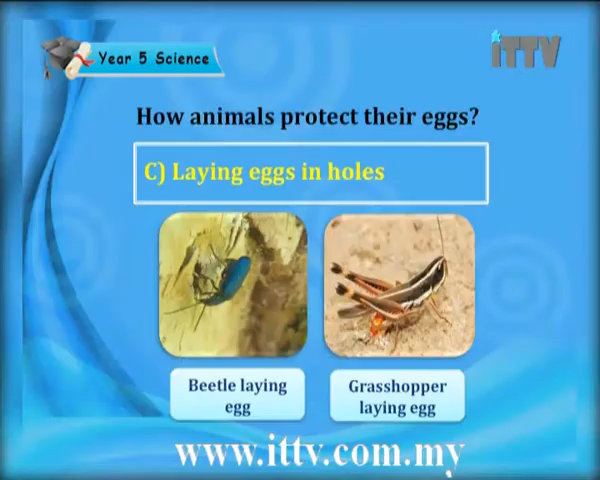 Year 5 Science
iTTV
How animals protect their eggs?
C) Laying eggs in holes
Beetle laying
egg
Grasshopper
laying egg
www.ittv.com.my